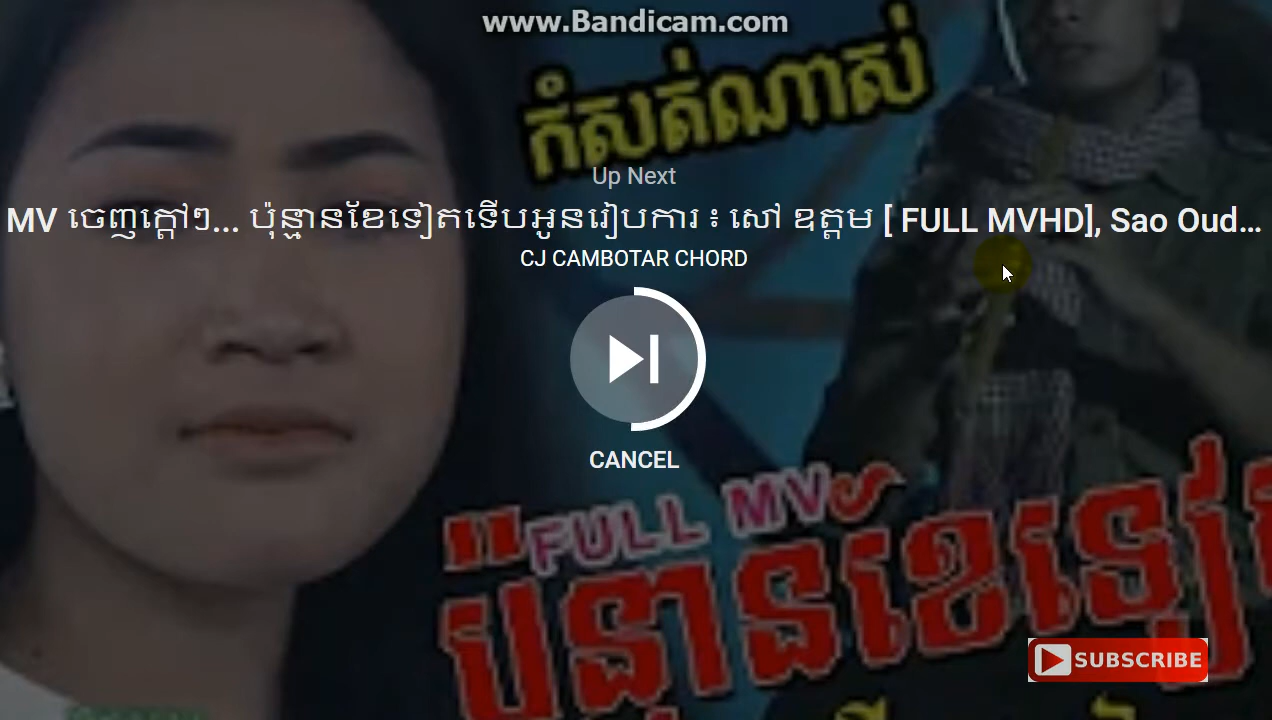 www.Bandicam.com
កំសត់ណាស់
Up Next
MV ចេញក្តៅៗ... ប៉ុន្មានខែទៀតទើបអូនរៀបការ ៖ សៅ ឧត្តម [ FULL MVHD], Sao Oud...
CJ CAMBOTAR CHORD
CANCEL
FULL MV
ប៉ុន្មានខែទៀត
SUBSCRIBE